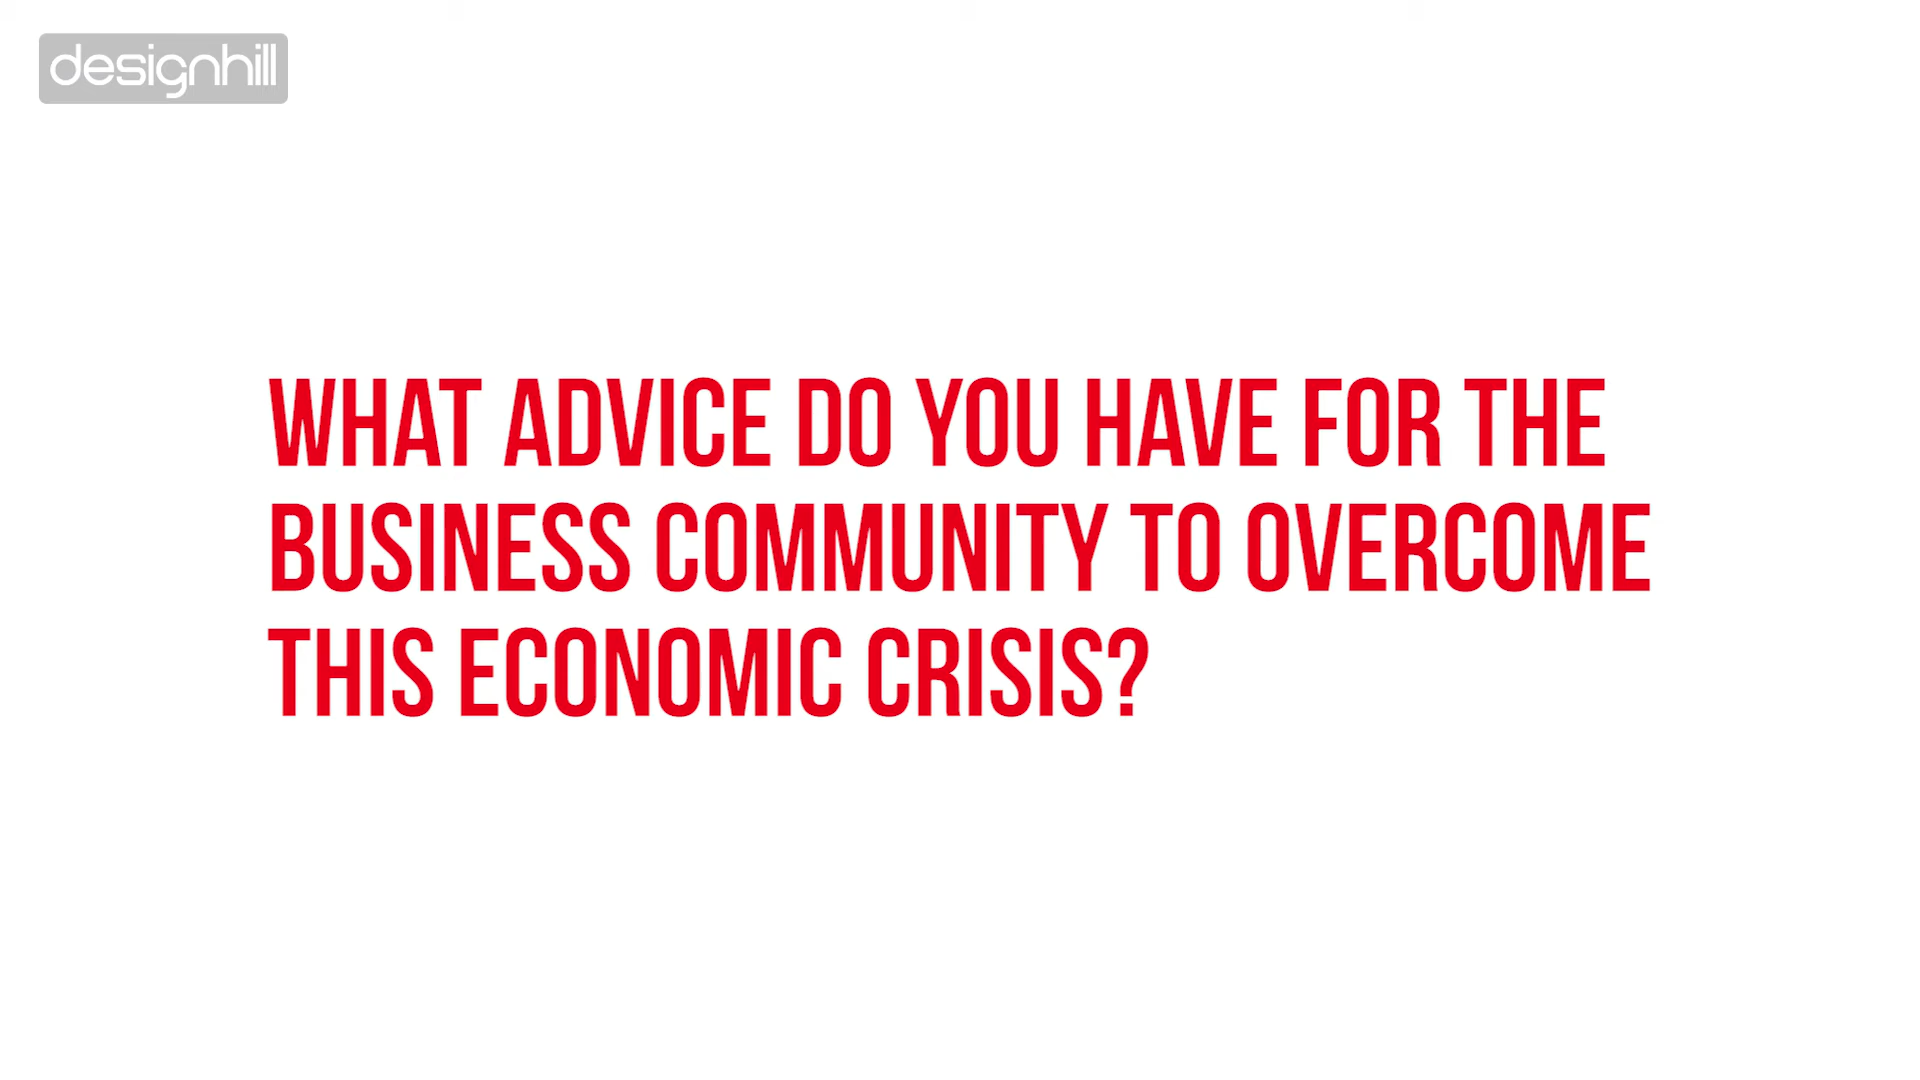 designhill
WHAT ADVICE DO YOU HAVE FOR THE
BUSINESS COMMUNITY TO OVERCOME
THIS ECONOMIC CRISIS?